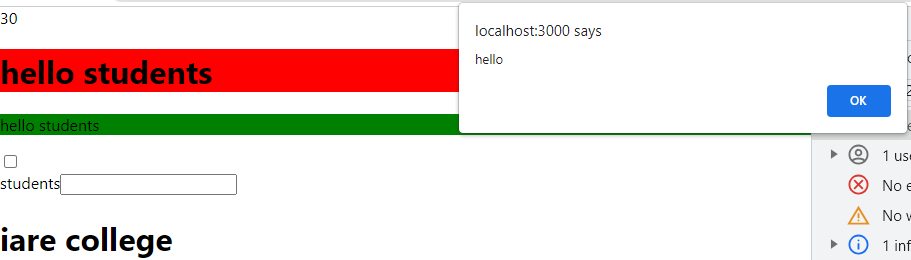 30
localhost:3000 says
hello
OK
hello students
hello students
students
iare college
1 use
No e
No w
1 inf